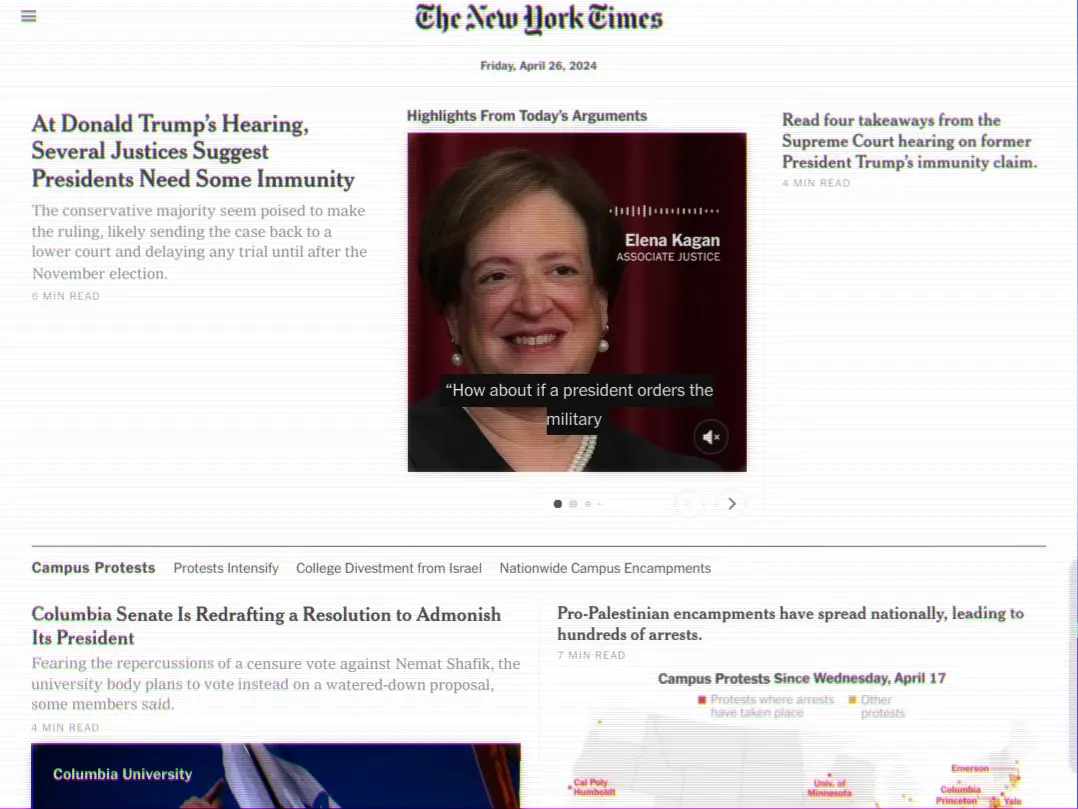 The New York Times
Friday, April 26, 2024
At Donald Trump's Hearing,
Several Justices Suggest
Presidents Need Some Immunity
The conservative majority seem poised to make
the ruling, likely sending the case back to a
lower court and delaying any trial until after the
November election.
6 MIN READ
Highlights From Today's Arguments
Elena Kagan
ASSOCIATE JUSTICE
"How about if a president orders the
military
Read four takeaways from the
Supreme Court hearing on former
President Trump's immunity claim.
4 MIN READ
Campus Protests Protests Intensify College Divestment from Israel Nationwide Campus Encampments
Columbia Senate Is Redrafting a Resolution to Admonish
Its President
Fearing the repercussions of a censure vote against Nemat Shafik, the
university body plans to vote instead on a watered-down proposal,
some members said.
4 MIN READ
Columbia University
Pro-Palestinian encampments have spread nationally, leading to
hundreds of arrests.
7 MIN READ
Campus Protests Since Wednesday, April 17
Protests where arrests
have taken place
Other
protests
Cal Poly
Humboldt
Univ. of
Minnesota
Emerson
Columbia
Princeton
Yale